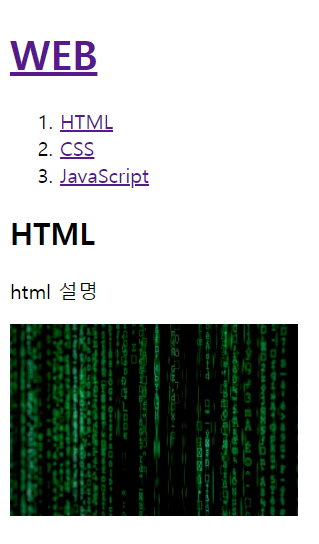 WEB
1. HTML
2. CSS
3. JavaScript
HTML
html 설명